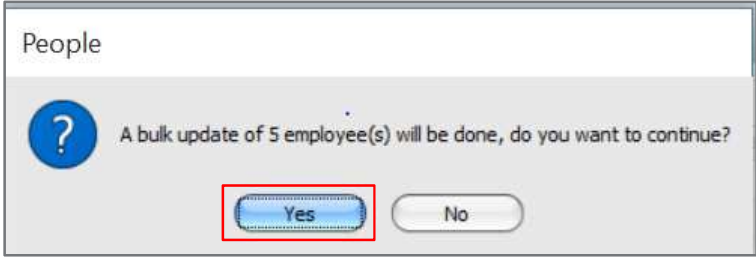 People
?
A bulk update of 5 employee(s) will be done, do you want to continue?
Yes No